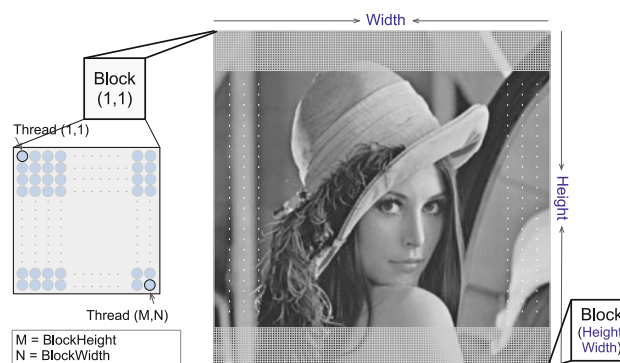 Width
Block
(1,1)
Thread (1,1)
Height
Thread (M,N)
M = BlockHeight
N = BlockWidth
Block
(Height
Width)